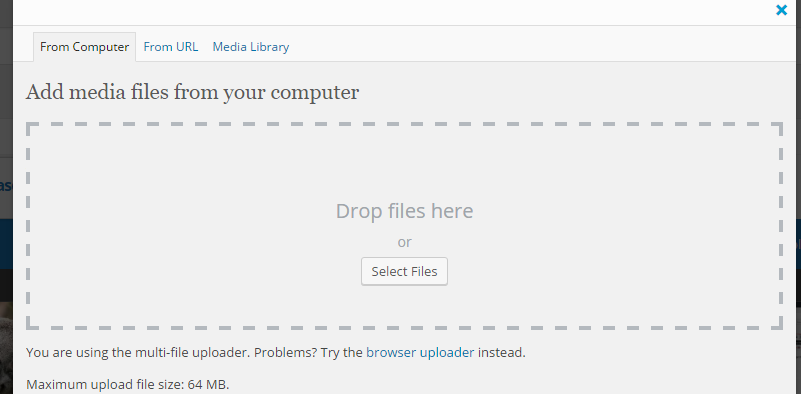 From Computer From URL Media Library
Add media files from your computer
Drop files here
or
Select Files
You are using the multi-file uploader. Problems? Try the browser uploader instead.
Maximum upload file size: 64 MB.